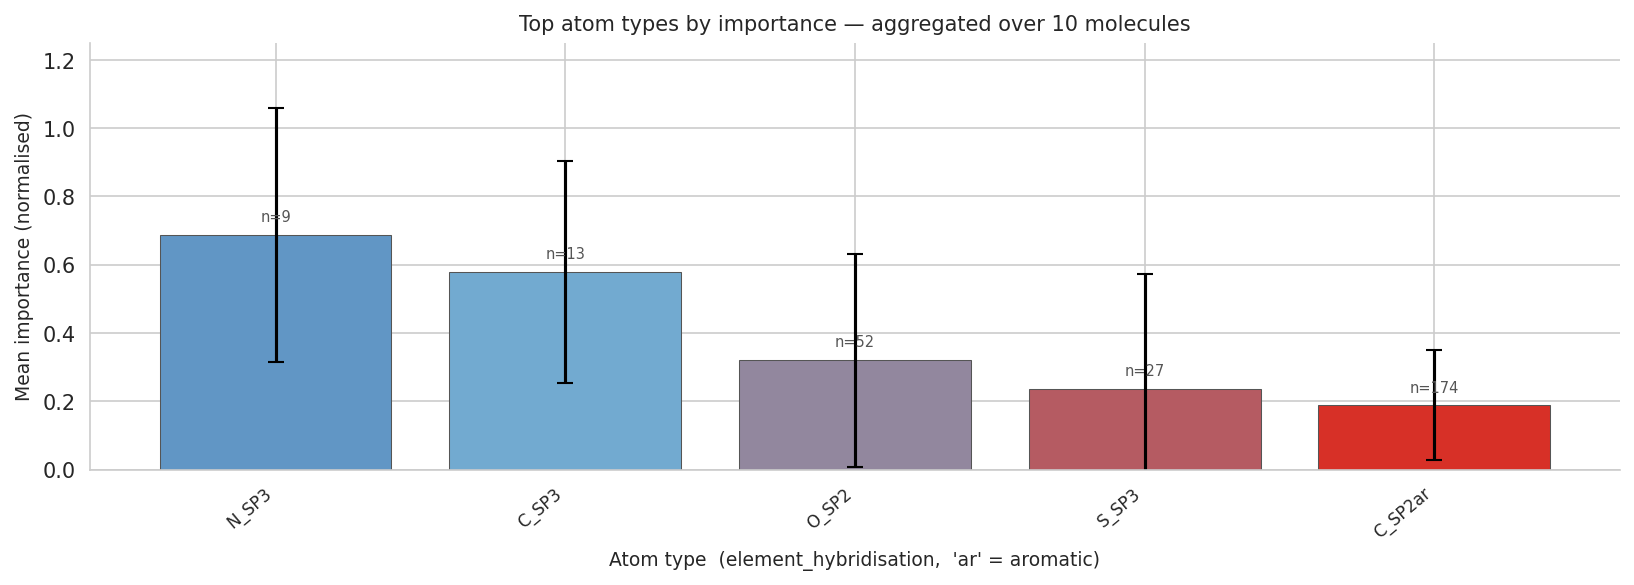 Top atom types by importance — aggregated over 10 molecules
Mean importance (normalised)
1.2
1.0
0.8
0.6
0.4
0.2
0.0
n=9
n=13
n=52
n=27
n=174
N_SP3
C_SP3
O_SP2
S_SP3
C_SP2ar
Atom type  (element_hybridisation,  'ar' = aromatic)